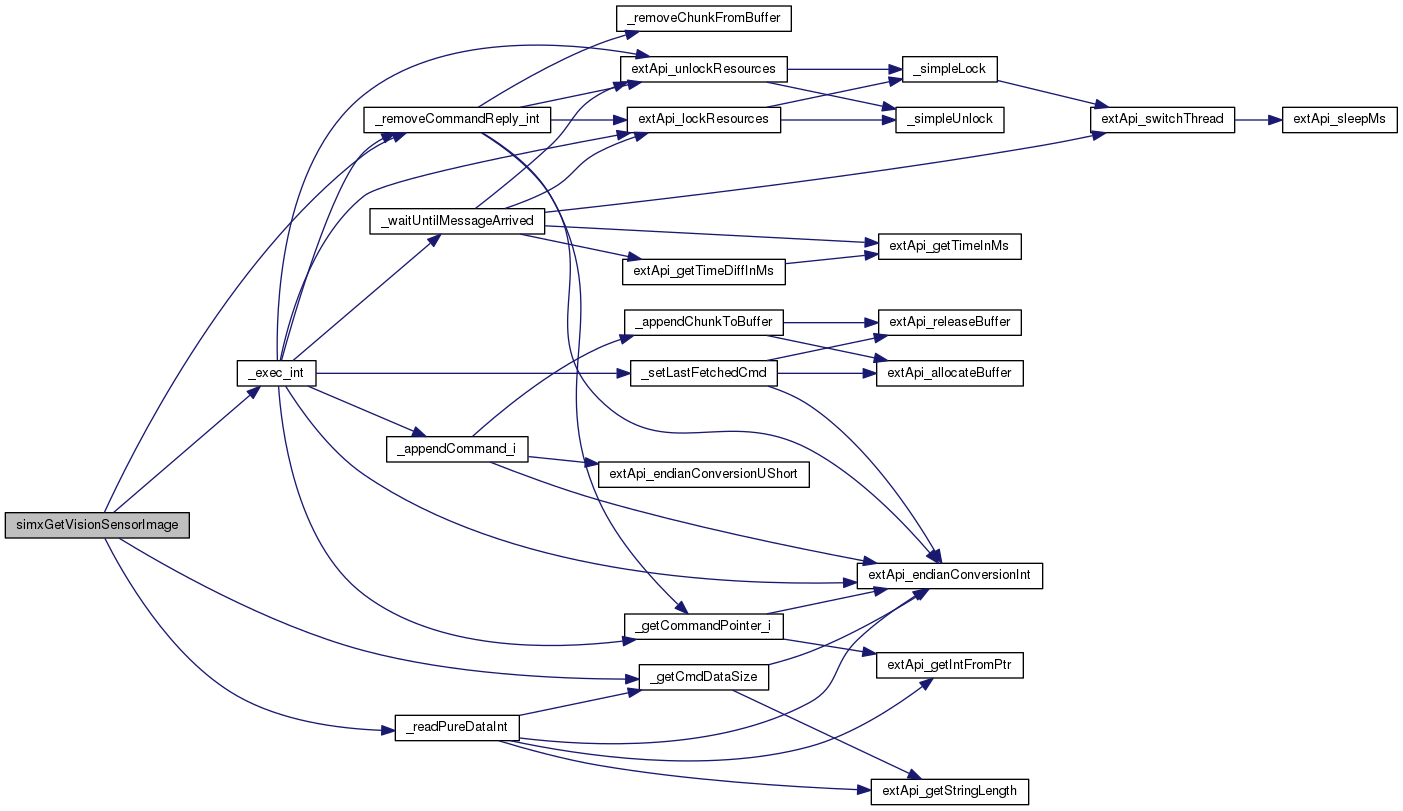 _removeChunkFromBuffer
extApi_unlockResources
_simpleLock
_removeCommandReply_int
extApi_lockResources
_simpleUnlock
extApi_switchThread
extApi_sleepMs
_waitUntilMessageArrived
extApi_getTimeInMs
extApi_getTimeDiffInMs
_appendChunkToBuffer
extApi_releaseBuffer
_exec_int
_setLastFetchedCmd
extApi_allocateBuffer
_appendCommand_i
extApi_endianConversionUShort
simxGetVisionSensorImage
extApi_endianConversionInt
_getCommandPointer_i
extApi_getIntFromPtr
_getCmdDataSize
_readPureDataInt
extApi_getStringLength